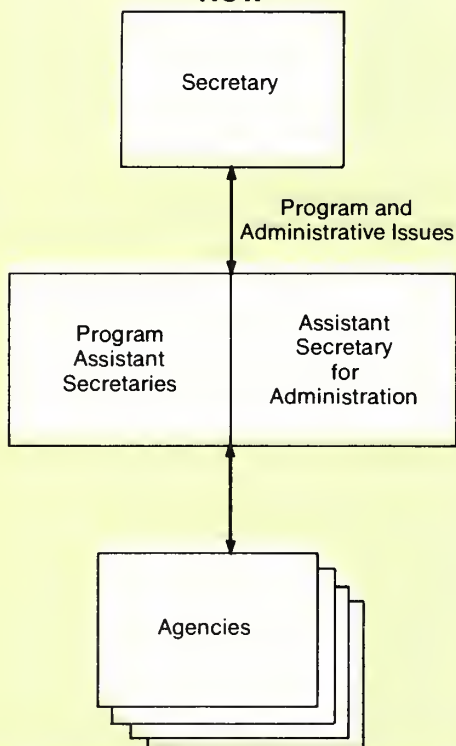 Secretary
Program and
Administrative Issues
Program
Assistant
Secretaries
Assistant
Secretary
for
Administration
Agencies